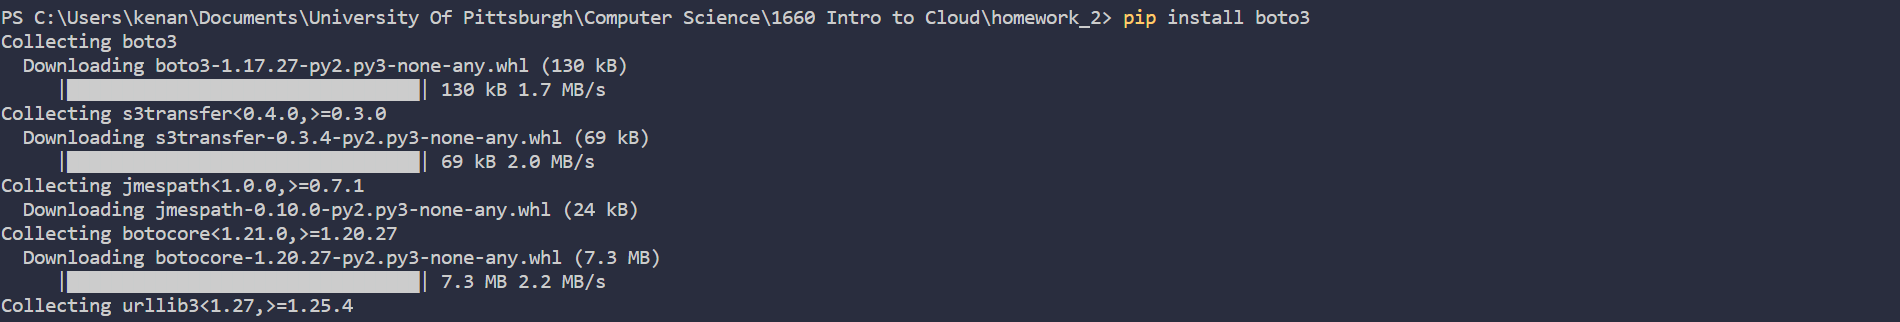 PS C:\Users\kenan\Documents\University Of Pittsburgh\Computer Science\1660 Intro to Cloud\homework_2> pip install boto3
Collecting boto3
  Downloading boto3-1.17.27-py2.py3-none-any.whl (130 kB)
     |████████████████████████████████| 130 kB 1.7 MB/s
Collecting s3transfer<0.4.0,>=0.3.0
  Downloading s3transfer-0.3.4-py2.py3-none-any.whl (69 kB)
     |████████████████████████████████| 69 kB 2.0 MB/s
Collecting jmespath<1.0.0,>=0.7.1
  Downloading jmespath-0.10.0-py2.py3-none-any.whl (24 kB)
Collecting botocore<1.21.0,>=1.20.27
  Downloading botocore-1.20.27-py2.py3-none-any.whl (7.3 MB)
     |████████████████████████████████| 7.3 MB 2.2 MB/s
Collecting urllib3<1.27,>=1.25.4